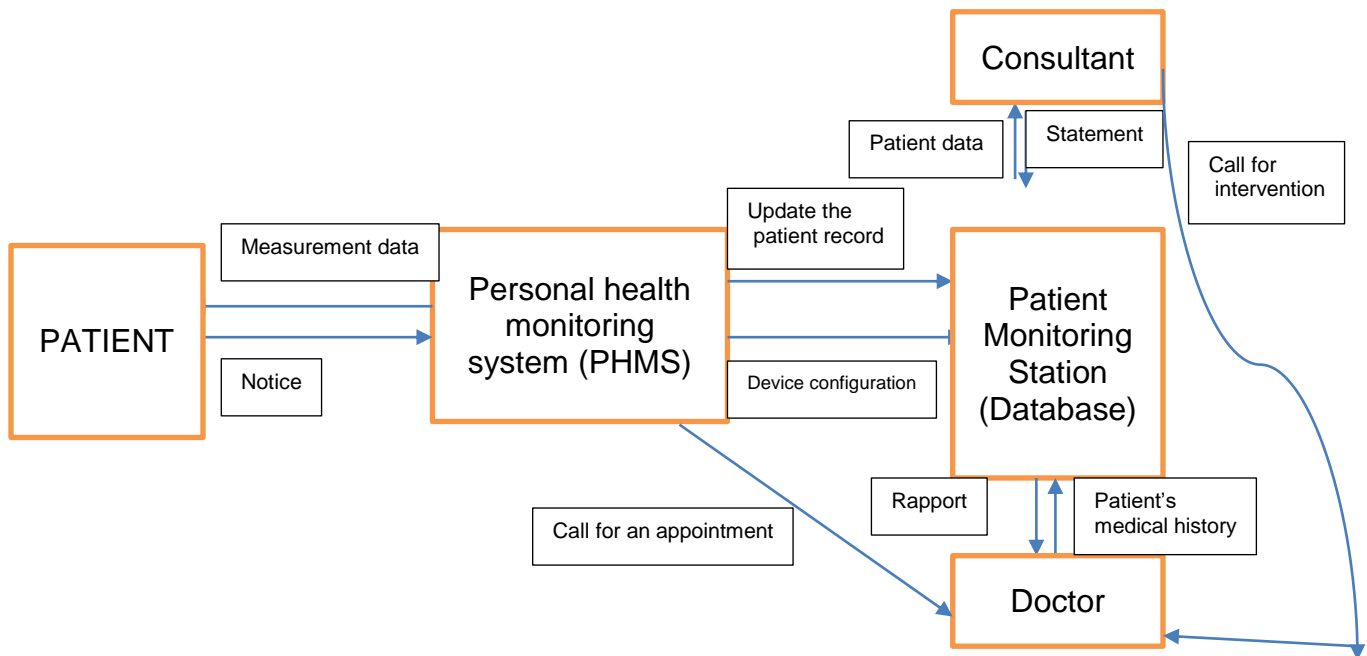 Consultant
Patient data
Statement
Call for
intervention
Update the
patient record
Measurement data
PATIENT
Personal health
monitoring
system (PHMS)
Patient
Monitoring
Station
(Database)
Notice
Device configuration
Rapport
Patient’s
medical history
Call for an appointment
Doctor